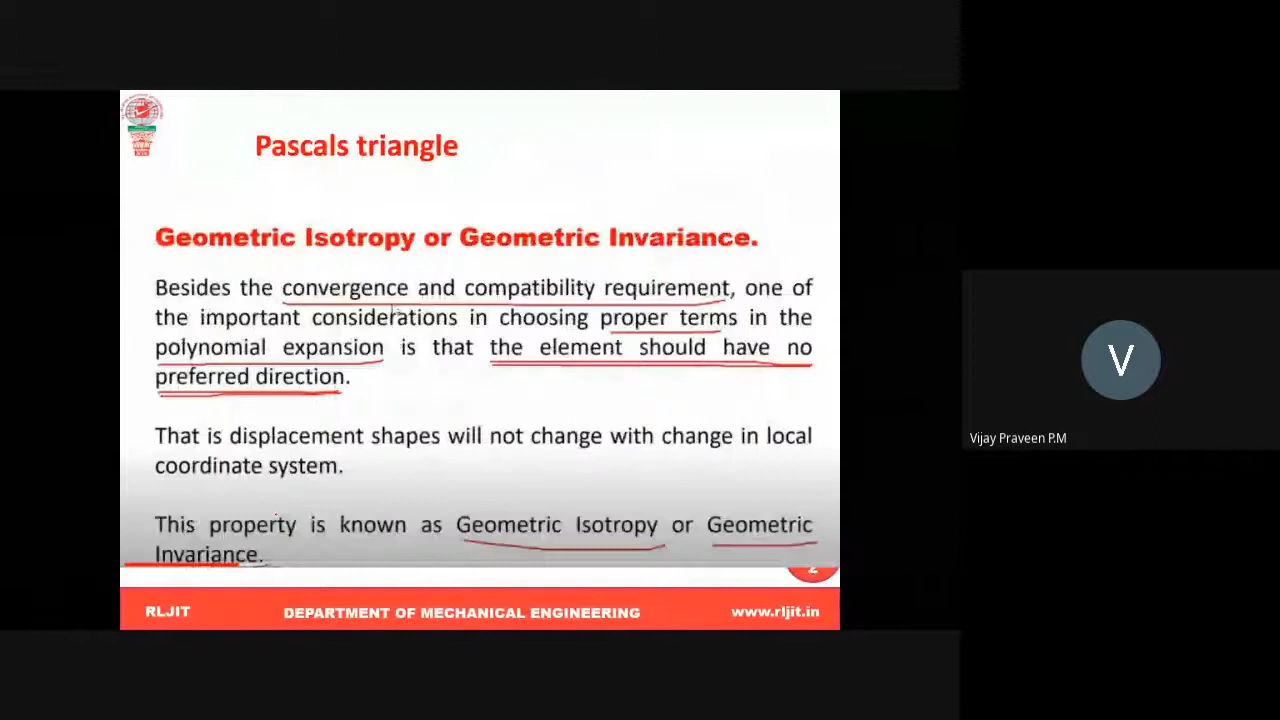 Pascals triangle
Geometric Isotropy or Geometric Invariance.
Besides the convergence and compatibility requirement, one of
the important considerations in choosing proper terms in the
polynomial expansion is that the element should have no
preferred direction.
That is displacement shapes will not change with change in local
coordinate system.
This property is known as Geometric Isotropy or Geometric
Invariance.
2
RLJIT
DEPARTMENT OF MECHANICAL ENGINEERING
www.rljit.in
V
Vijay Praveen P.M